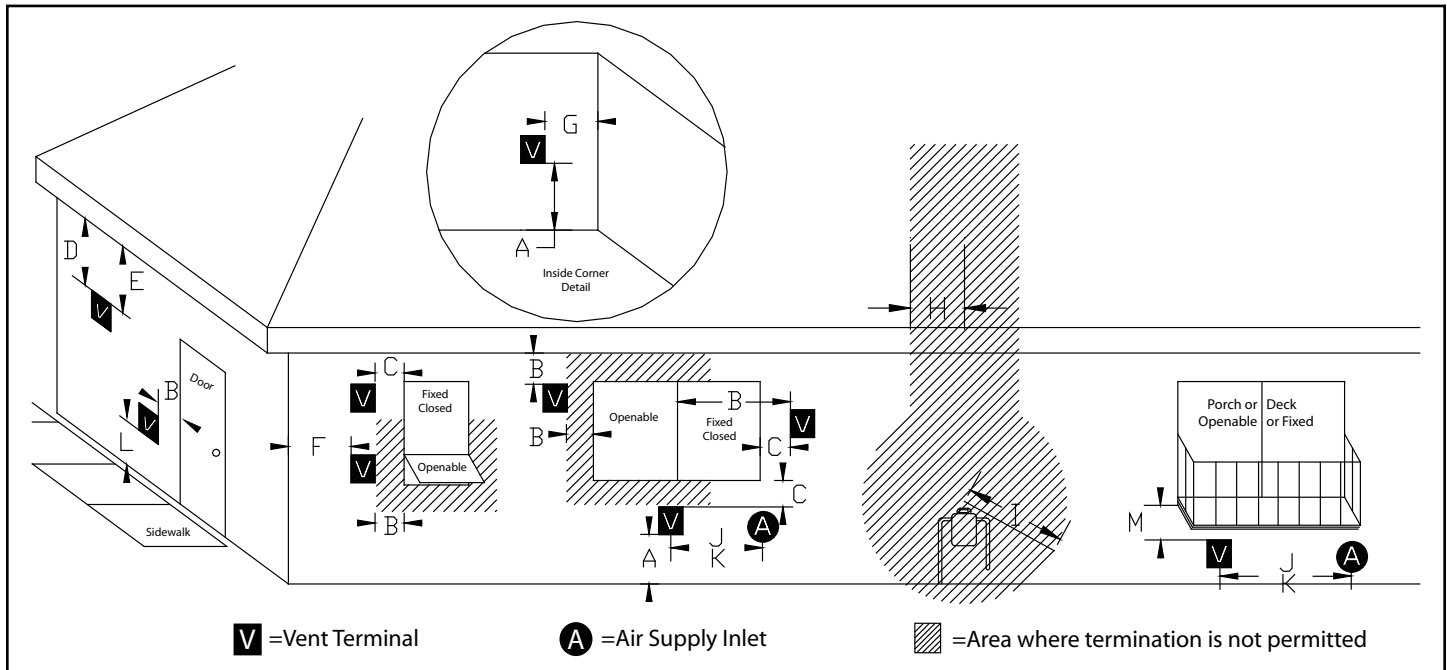 G
V
A
Inside Corner
Detail
D
E
V
H
C
B
Door
B
V
L
V
Fixed
Closed
V
B
Openable
B
Fixed
Closed
V
C
Porch or
Openable
Deck
or Fixed
F
V
Openable
C
I
Sidewalk
B
V
A
M
A
J
K
V
J
K
A
V =Vent Terminal
A =Air Supply Inlet
=Area where termination is not permitted